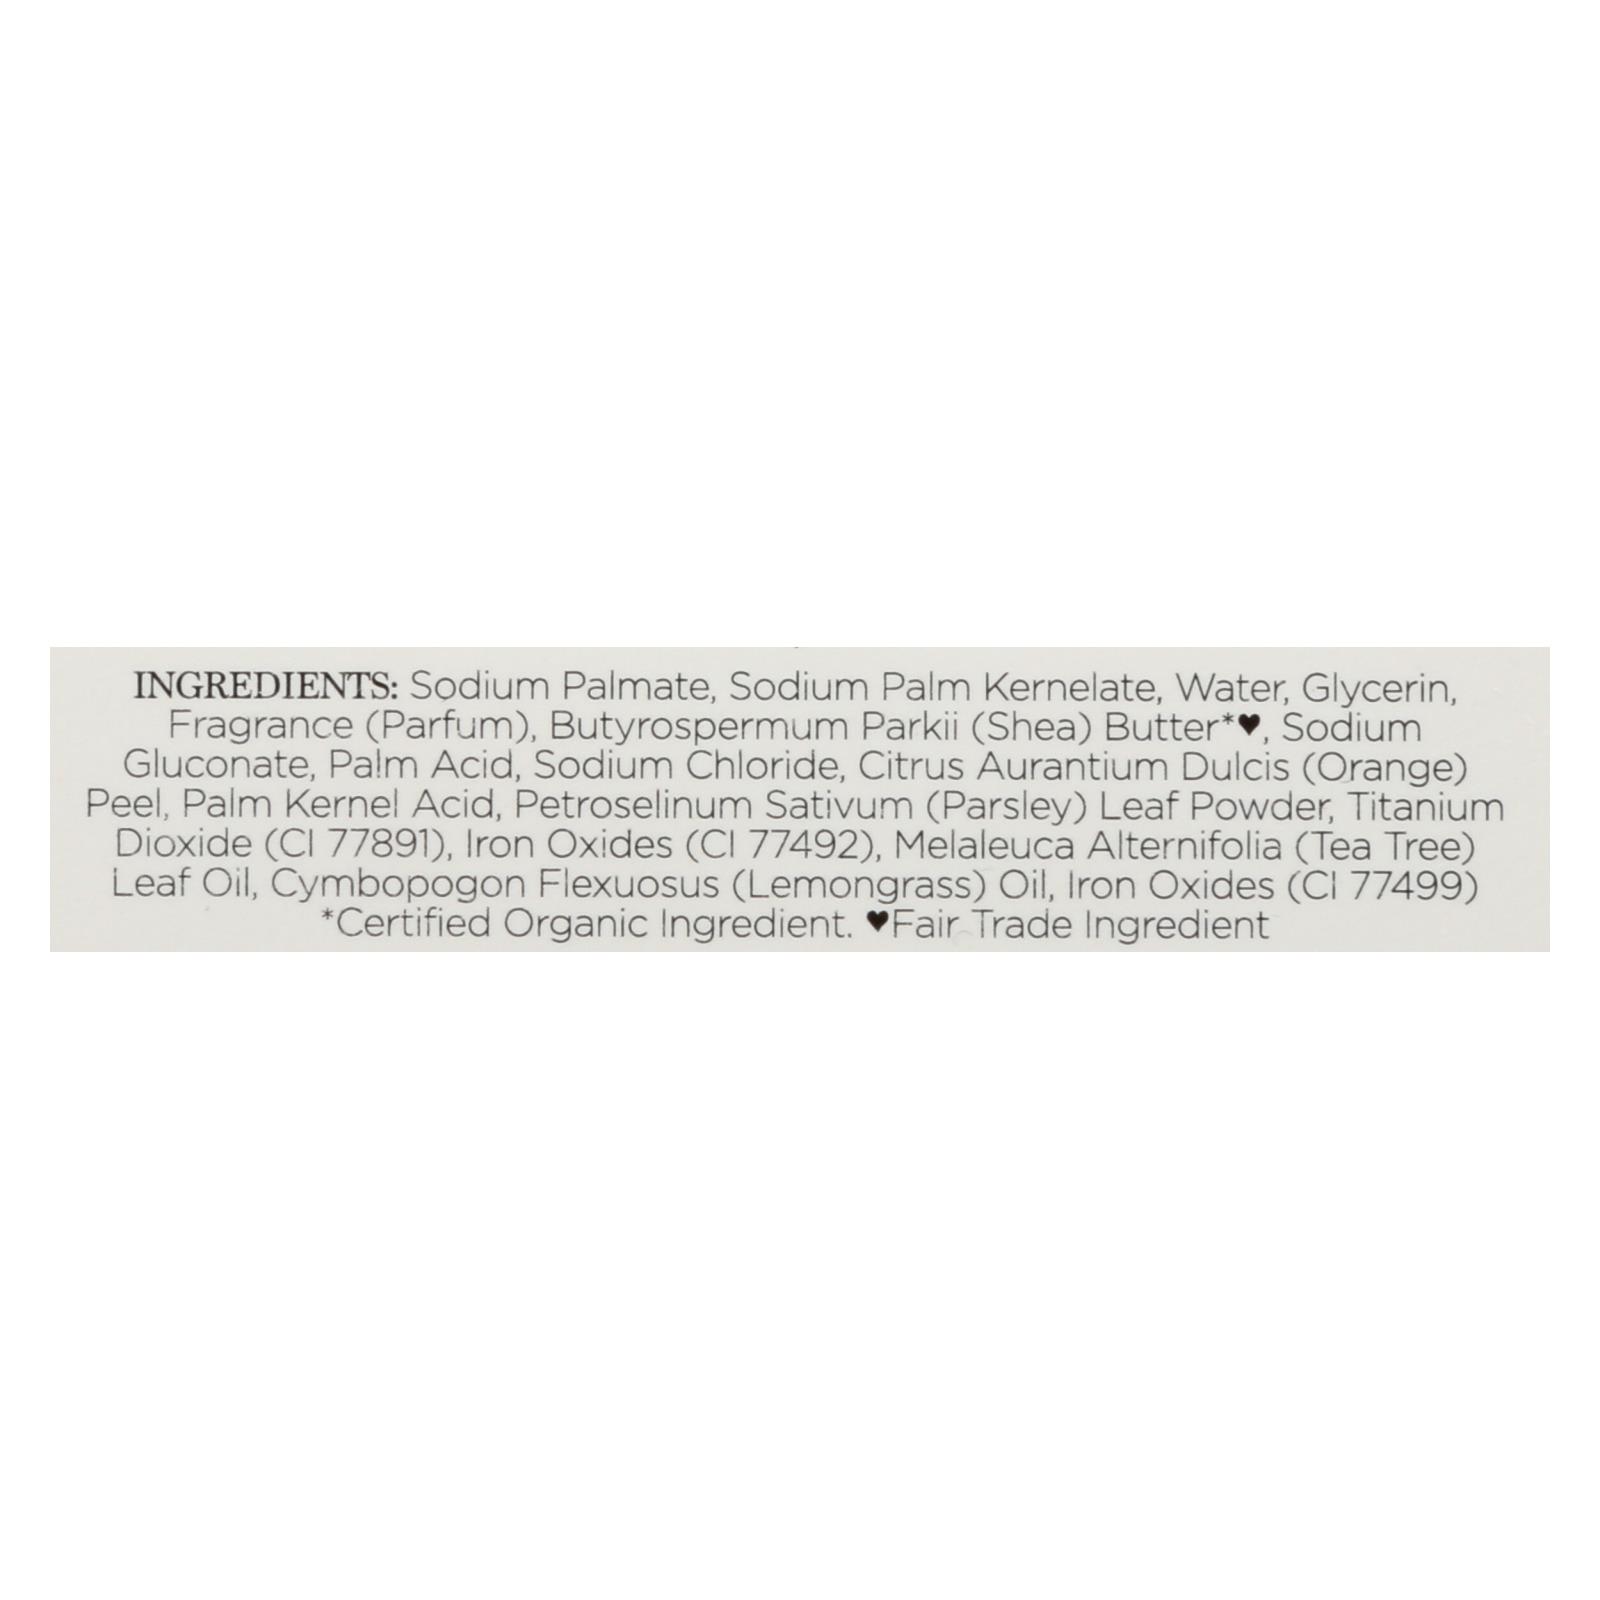 INGREDIENTS: Sodium Palmate, Sodium Palm Kernelate, Water, Glycerin,
Fragrance (Parfum), Butyrospermum Parkii (Shea) Butter*♥, Sodium
Gluconate, Palm Acid, Sodium Chloride, Citrus Aurantium Dulcis (Orange)
Peel, Palm Kernel Acid, Petroselinum Sativum (Parsley) Leaf Powder, Titanium
Dioxide (CI 77891), Iron Oxides (CI 77492), Melaleuca Alternifolia (Tea Tree)
Leaf Oil, Cymbopogon Flexuosus (Lemongrass) Oil, Iron Oxides (CI 77499)
*Certified Organic Ingredient. ♥Fair Trade Ingredient